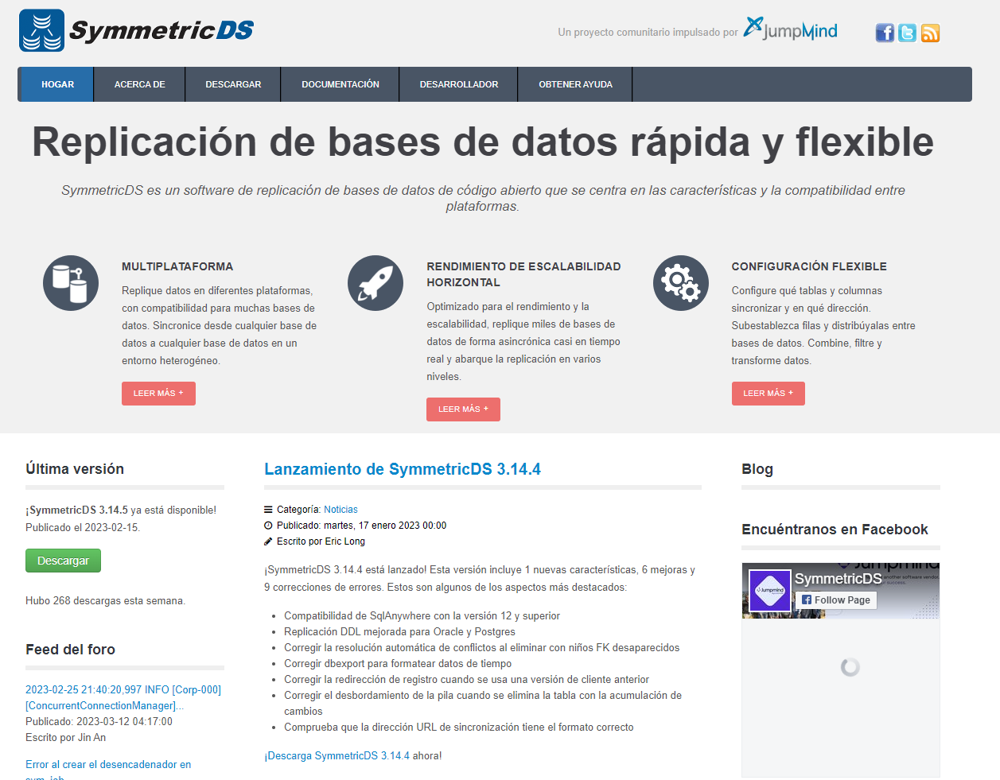 SymmetricDS
Un proyecto comunitario impulsado por JumpMind
HOGAR
ACERCA DE
DESCARGAR
DOCUMENTACIÓN
DESARROLLADOR
OBTENER AYUDA
Replicación de bases de datos rápida y flexible
SymmetricDS es un software de replicación de bases de datos de código abierto que se centra en las características y la compatibilidad entre
plataformas.
MULTIPLATAFORMA
Replique datos en diferentes plataformas,
con compatibilidad para muchas bases de
datos. Sincronice desde cualquier base de
datos a cualquier base de datos en un
entorno heterogéneo.
LEER MÁS +
RENDIMIENTO DE ESCALABILIDAD
HORIZONTAL
Optimizado para el rendimiento y la
escalabilidad, replique miles de bases de
datos de forma asincrónica casi en tiempo
real y abarque la replicación en varios
niveles.
LEER MÁS +
CONFIGURACIÓN FLEXIBLE
Configure qué tablas y columnas
sincronizar y en qué dirección.
Subestablezca filas y distribúyalas entre
bases de datos. Combine, filtre y
transforme datos.
LEER MÁS +
Última versión
¡SymmetricDS 3.14.5 ya está disponible!
Publicado el 2023-02-15.
Descargar
Hubo 268 descargas esta semana.
Feed del foro
2023-02-25 21:40:20,997 INFO [Corp-000]
[ConcurrentConnectionManager]...
Publicado: 2023-03-12 04:17:00
Escrito por Jin An
Error al crear el desencadenador en
sym_job
Lanzamiento de SymmetricDS 3.14.4
Categoría: Noticias
Publicado: martes, 17 enero 2023 00:00
Escrito por Eric Long
¡SymmetricDS 3.14.4 está lanzado! Esta versión incluye 1 nuevas características, 6 mejoras y
9 correcciones de errores. Estos son algunos de los aspectos más destacados:
• Compatibilidad de SqlAnywhere con la versión 12 y superior
• Replicación DDL mejorada para Oracle y Postgres
• Corregir la resolución automática de conflictos al eliminar con niños FK desaparecidos
• Corregir dbexport para formatear datos de tiempo
• Corregir la redirección de registro cuando se usa una versión de cliente anterior
• Corregir el desbordamiento de la pila cuando se elimina la tabla con la acumulación de
cambios
• Comprueba que la dirección URL de sincronización tiene el formato correcto
¡Descarga SymmetricDS 3.14.4 ahora!
Blog
Encuéntranos en Facebook
Jumpmind
another software vendor,
success.
Jumpmind
SymmetricDS
Follow Page